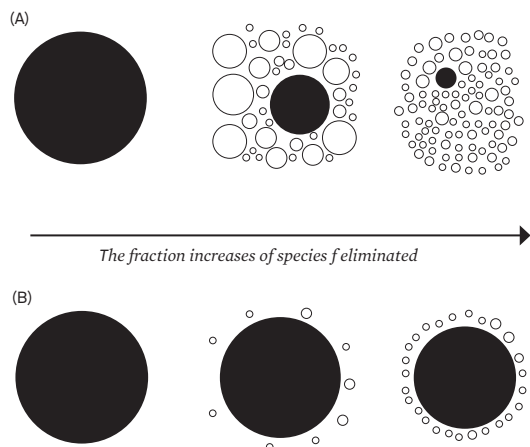 (A)
The fraction increases of species f eliminated
(B)